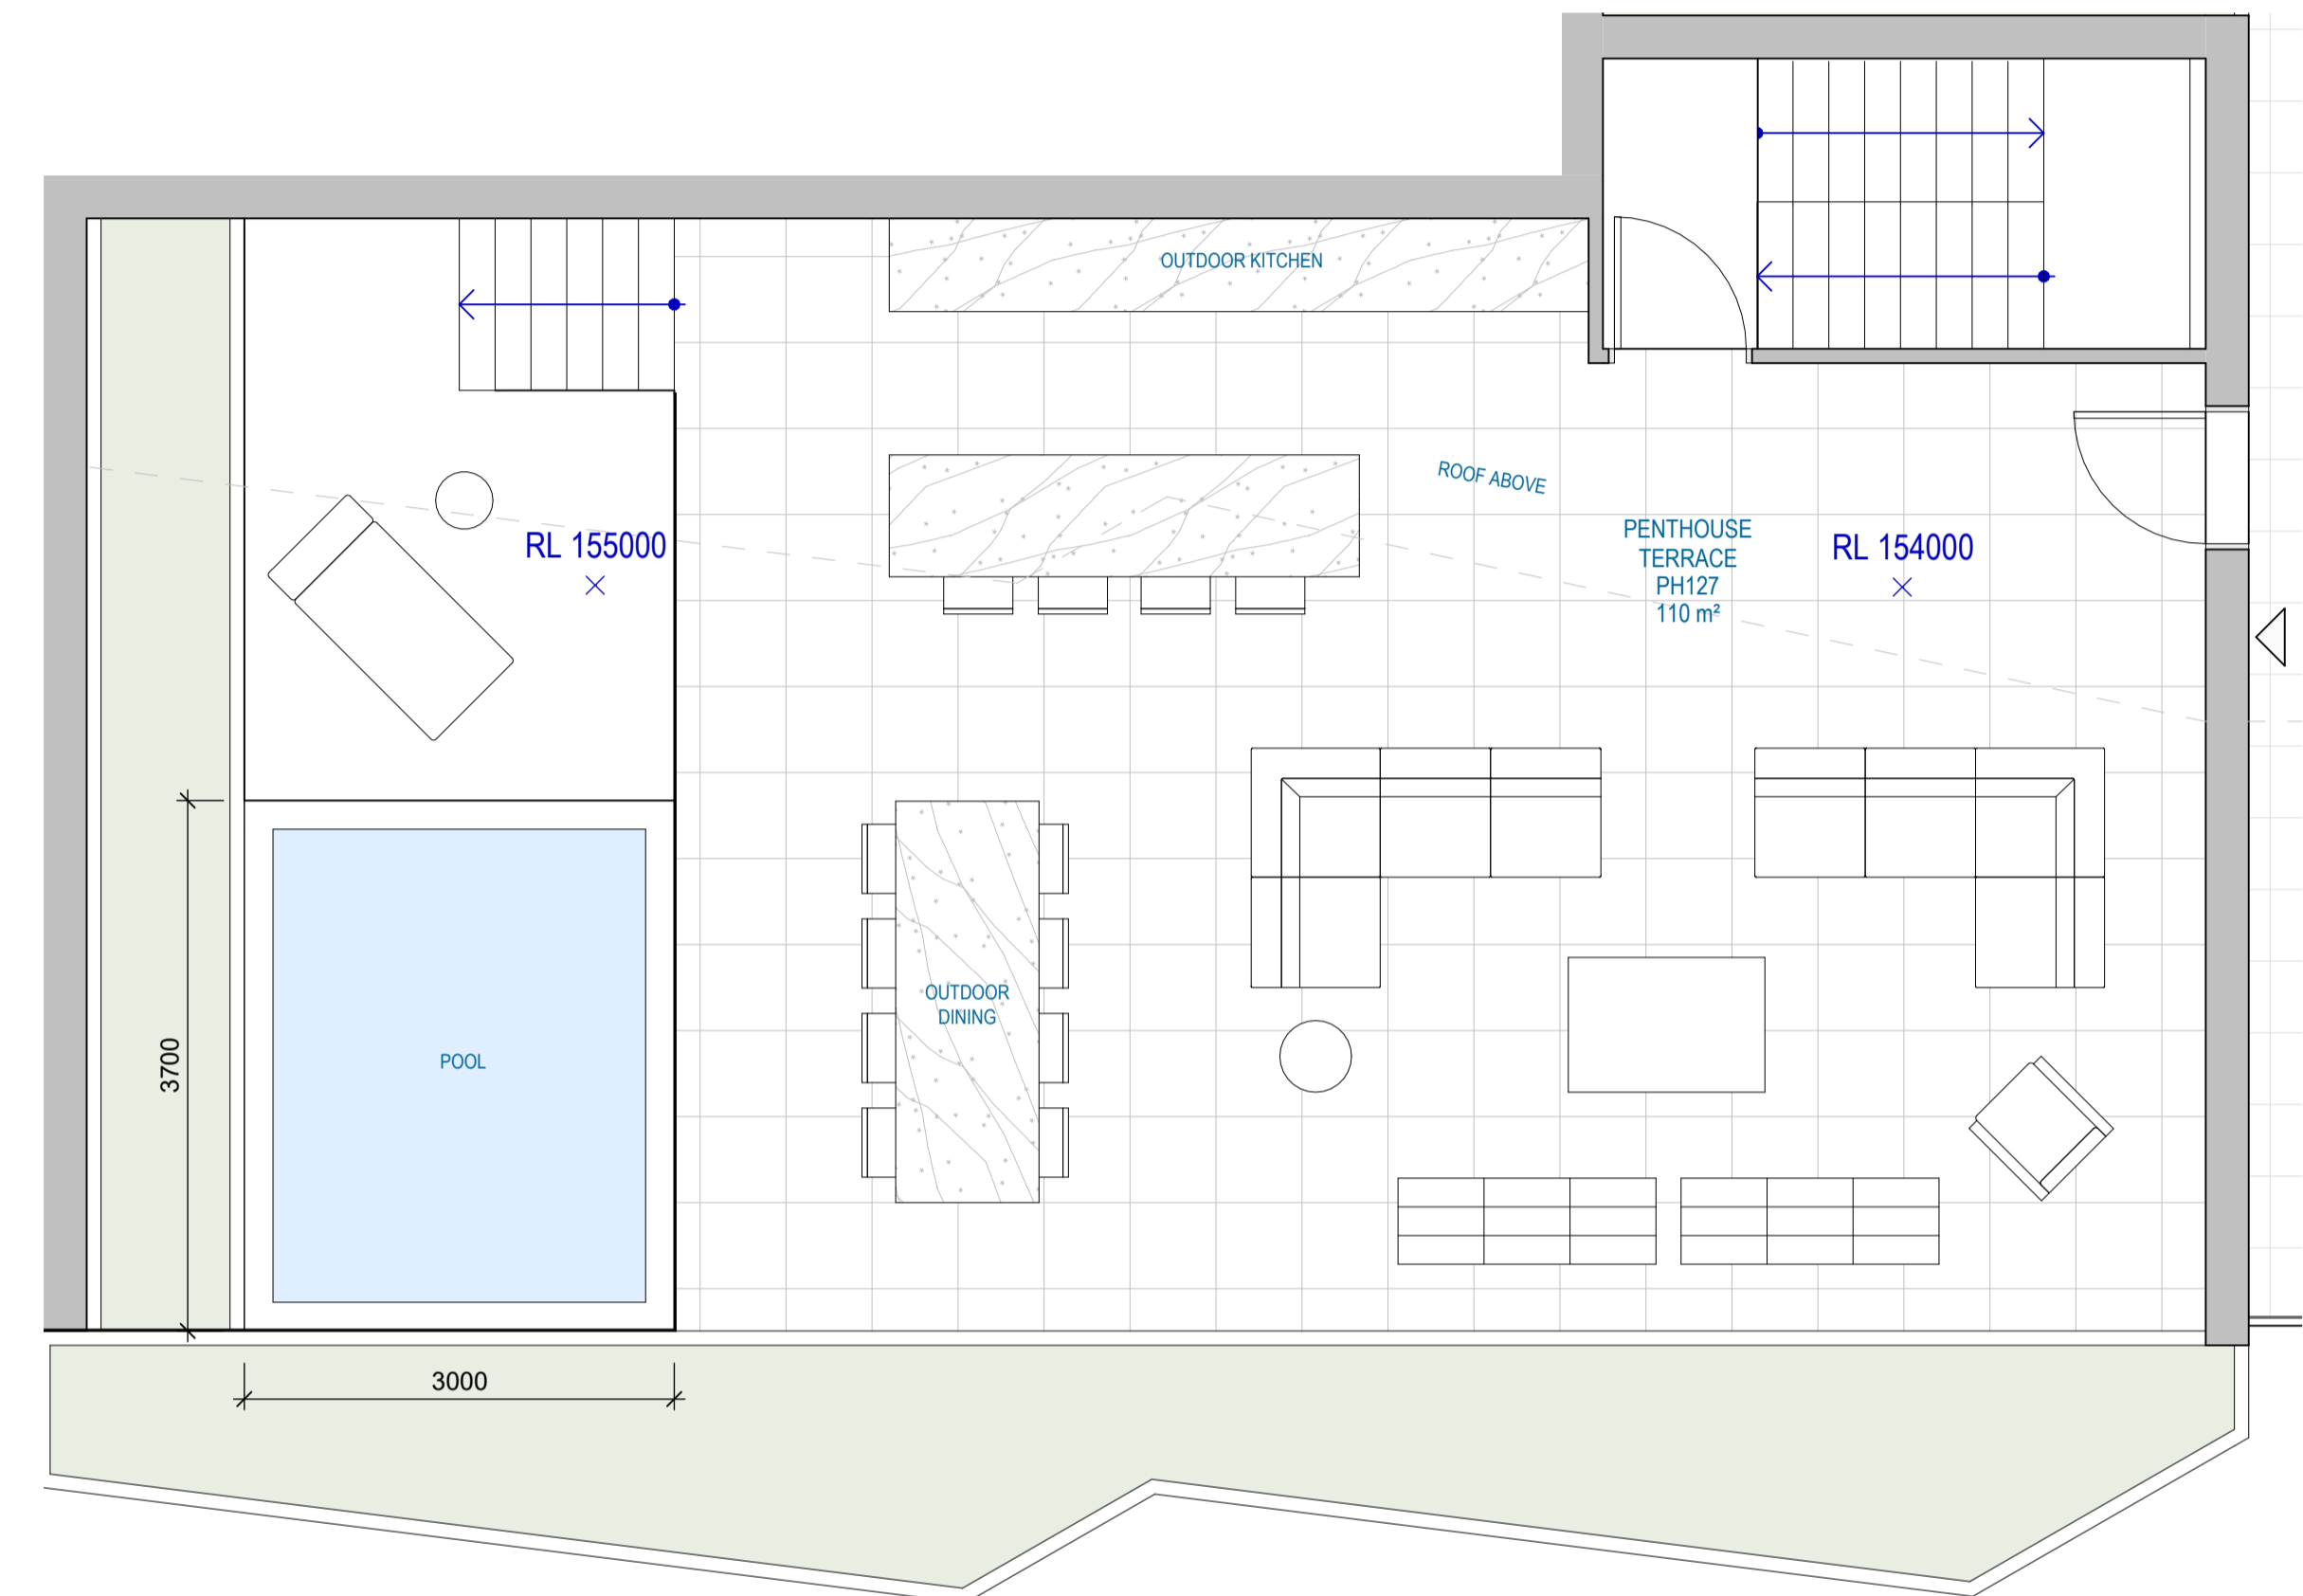 OUTDOOR KITCHEN
ROOF ABOVE
RL 155000
PENTHOUSE
TERRACE
PH127
110 m²
RL 154000
OUTDOOR
DINING
POOL
3700
3000